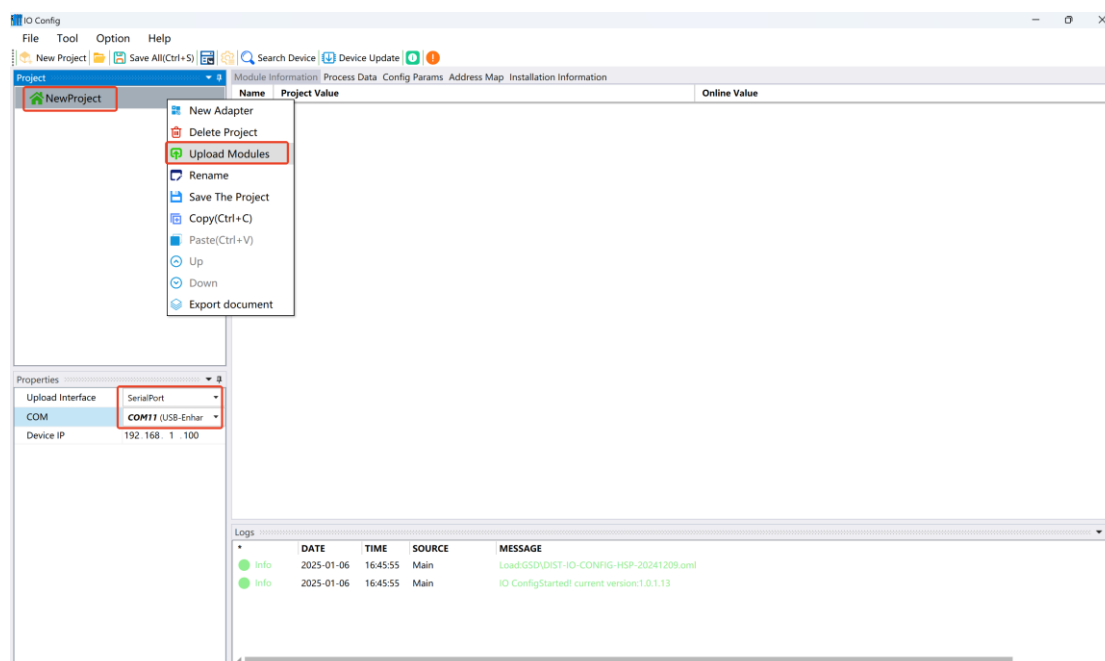 IO Config
File Tool Option Help
New Project Save All(Ctrl+S) Search Device Device Update
Project
Module Information Process Data Config Params Address Map Installation Information
NewProject
Name Project Value Online Value
New Adapter
Delete Project
Upload Modules
Rename
Save The Project
Copy(Ctrl+C)
Paste(Ctrl+V)
Up
Down
Export document
Properties
Upload Interface SerialPort
COM COM11 (USB-Enhar
Device IP 192 . 168 . 1 . 100
Logs
* DATE TIME SOURCE MESSAGE
Info 2025-01-06 16:45:55 Main Load:GSD\DIST-IO-CONFIG-HSP-20241209.oml
Info 2025-01-06 16:45:55 Main IO ConfigStarted! current version:1.0.1.13